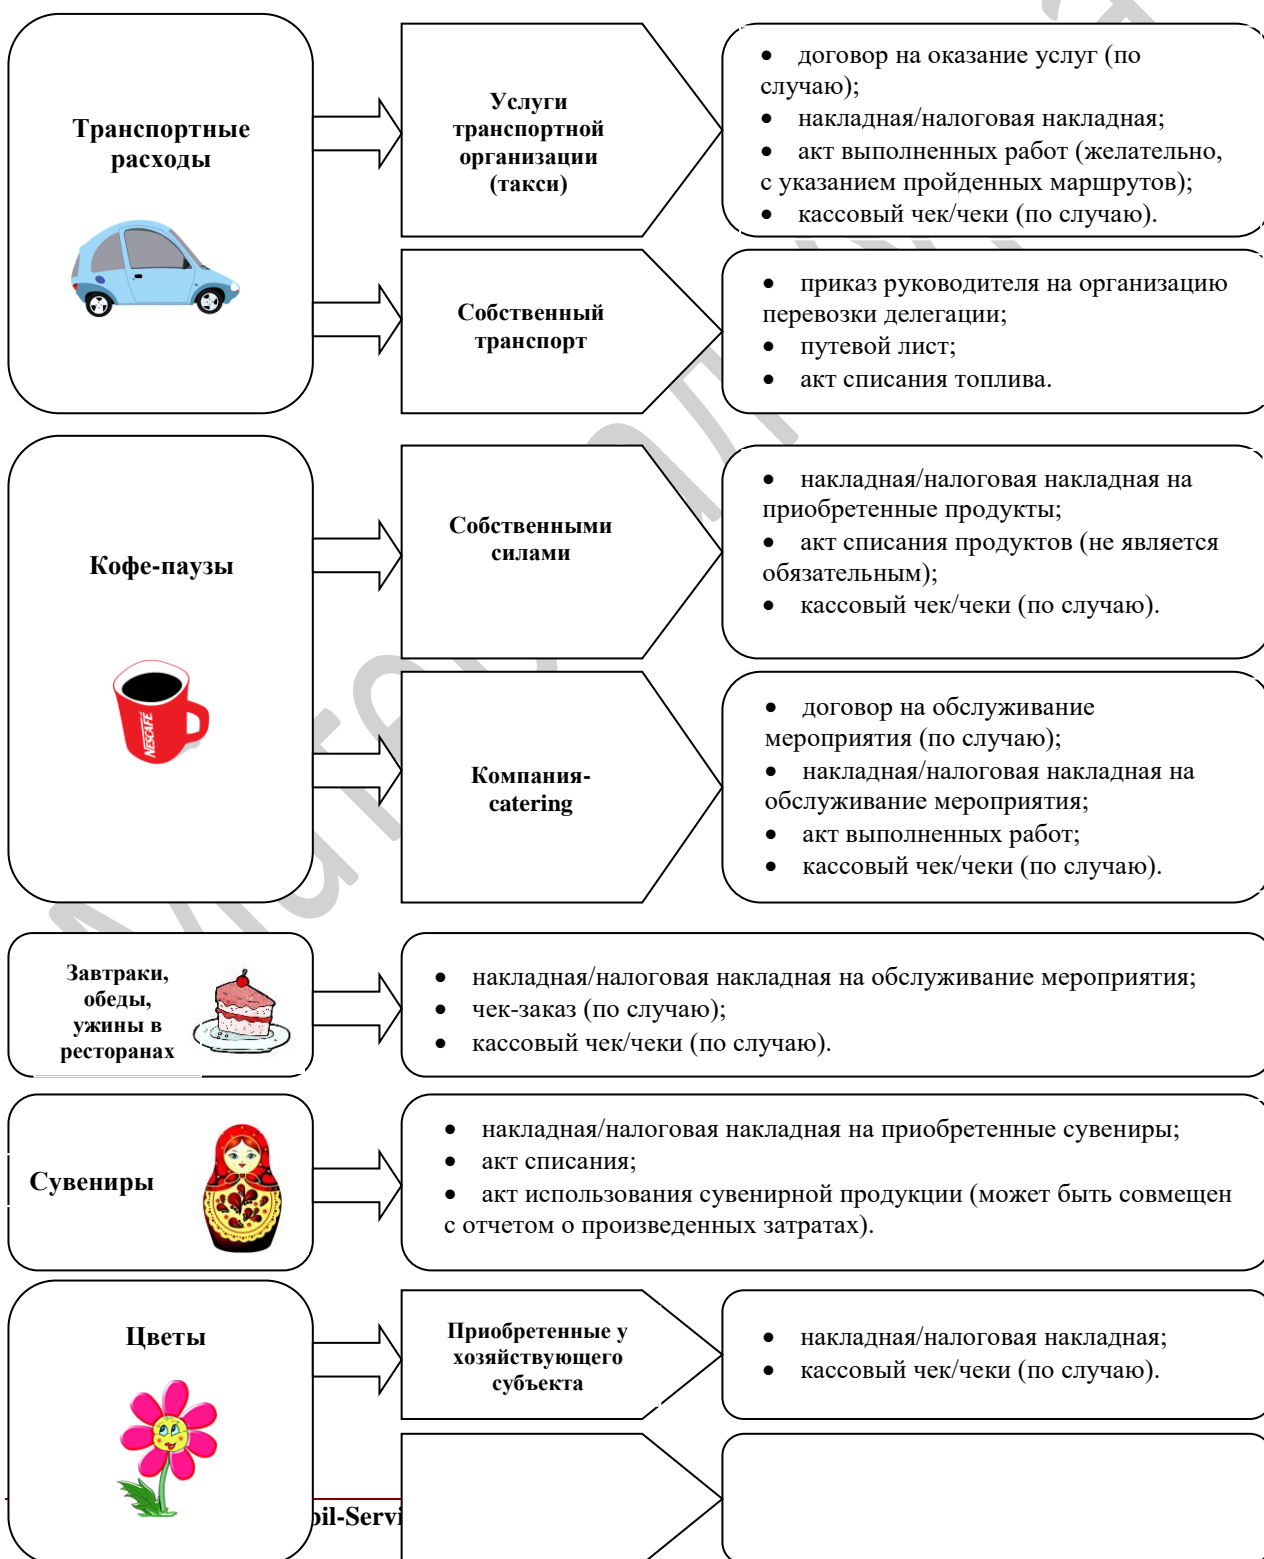 Транспортные
расходы
Услуги
транспортной
организации
(такси)
• договор на оказание услуг (по
случаю);
• накладная/налоговая накладная;
• акт выполненных работ (желательно,
с указанием пройденных маршрутов);
• кассовый чек/чеки (по случаю).
Собственный
транспорт
• приказ руководителя на организацию
перевозки делегации;
• путевой лист;
• акт списания топлива.
Кофе-паузы
NESCAFÉ
Собственными
силами
• накладная/налоговая накладная на
приобретенные продукты;
• акт списания продуктов (не является
обязательным);
• кассовый чек/чеки (по случаю).
Компания-
catering
• договор на обслуживание
мероприятия (по случаю);
• накладная/налоговая накладная на
обслуживание мероприятия;
• акт выполненных работ;
• кассовый чек/чеки (по случаю).
Завтраки,
обеды,
ужины в
ресторанах
• накладная/налоговая накладная на обслуживание мероприятия;
• чек-заказ (по случаю);
• кассовый чек/чеки (по случаю).
Сувениры
• накладная/налоговая накладная на приобретенные сувениры;
• акт списания;
• акт использования сувенирной продукции (может быть совмещен
с отчетом о произведенных затратах).
Цветы
Приобретенные у
хозяйствующего
субъекта
• накладная/налоговая накладная;
• кассовый чек/чеки (по случаю).